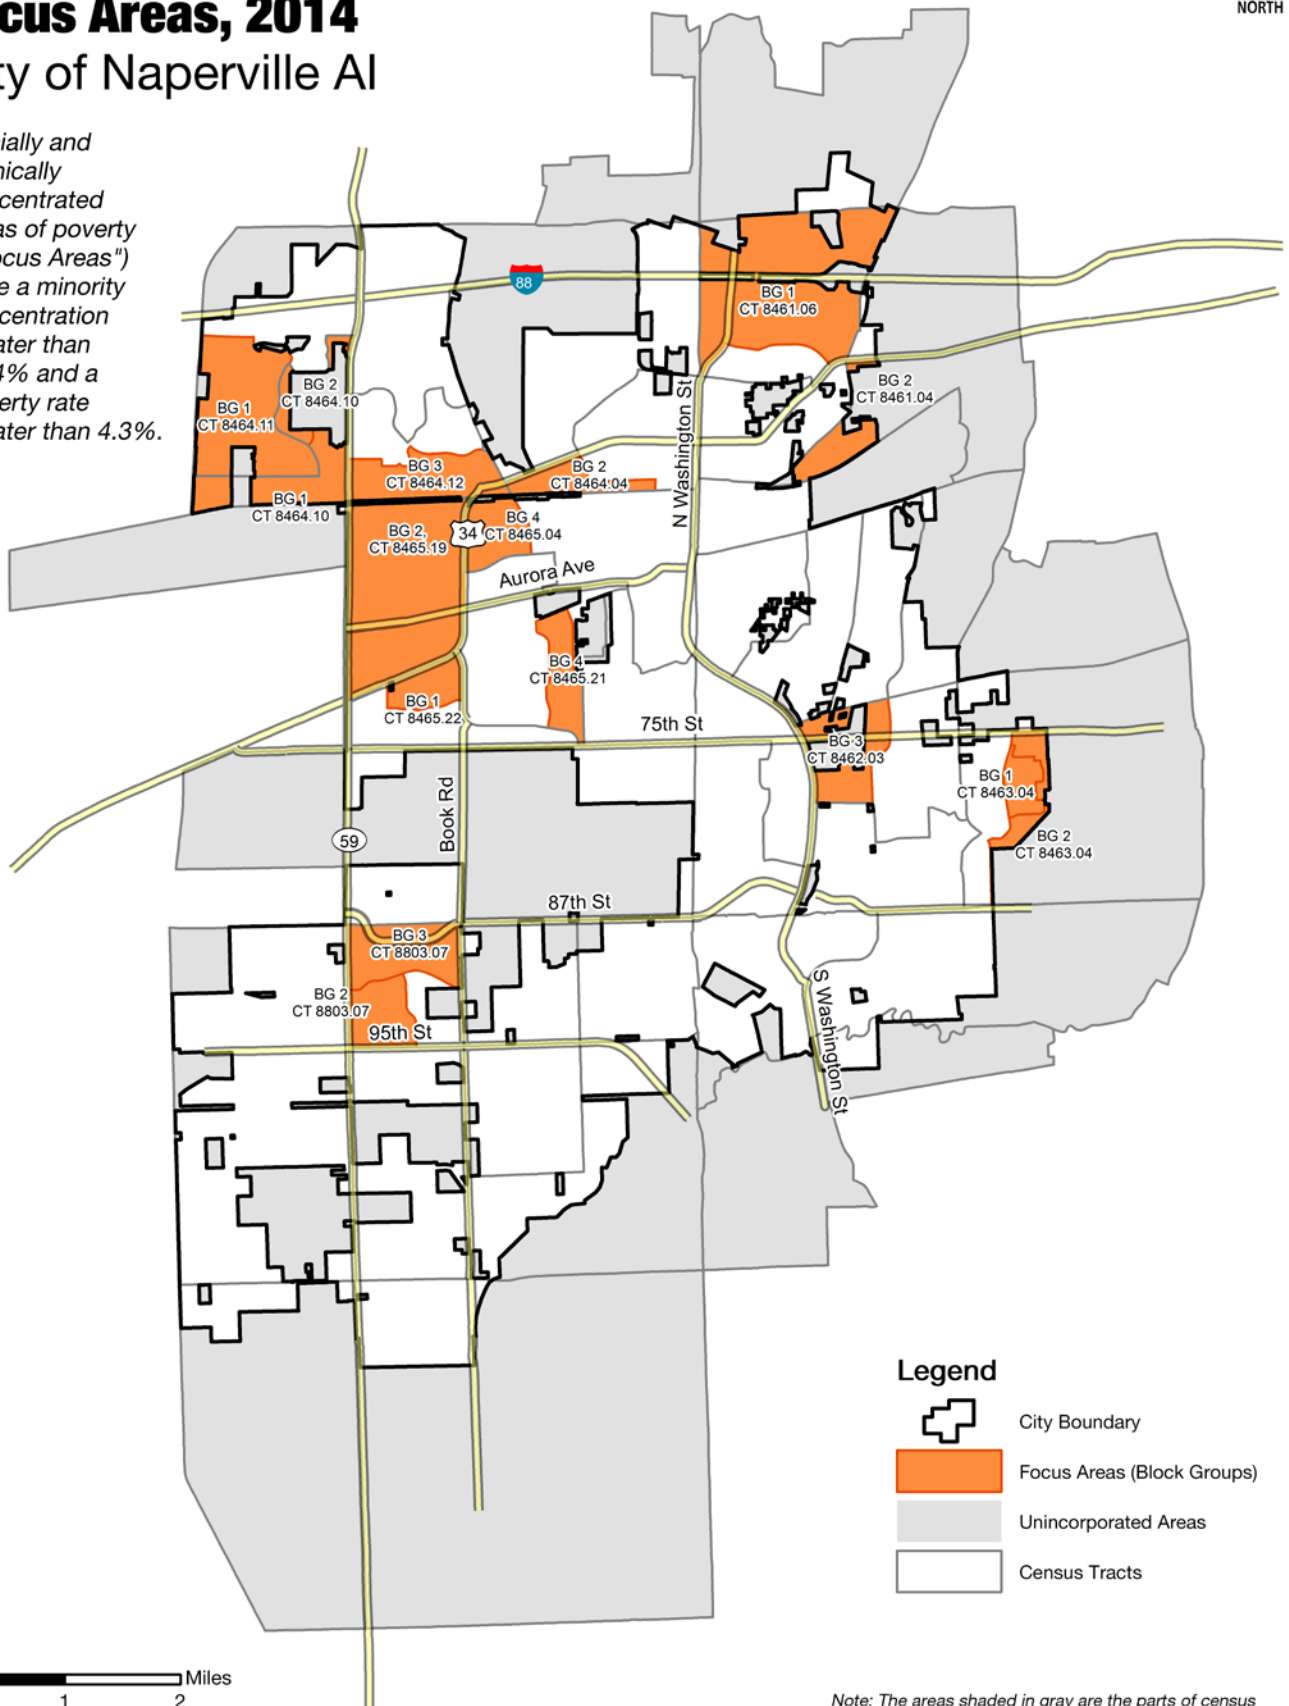 cus Areas, 2014
NORTH
ty of Naperville AI
ially and
nically
centrated
as of poverty
ocus Areas")
e a minority
centration
ater than
4% and a
erty rate
ater than 4.3%.
88
BG 1
CT 8461.06
BG 2
CT 8464.10
BG 2
CT 8461.04
BG 1
CT 8464.11
N Washington St
BG 3
CT 8464.12
BG 2
CT 8464.04
BG 1
CT 8464.10
BG 2,
CT 8465.19
34
BG 4
CT 8465.04
Aurora Ave
BG 4
CT 8465.21
BG 1
CT 8465.22
75th St
BG 3
CT 8462.03
BG 1
CT 8463.04
Book Rd
59
BG 2
CT 8463.04
87th St
BG 3
CT 8803.07
BG 2
CT 8803.07
95th St
S Washington St
Legend
City Boundary
Focus Areas (Block Groups)
Unincorporated Areas
Census Tracts
Miles
1 2
Note: The areas shaded in gray are the parts of census